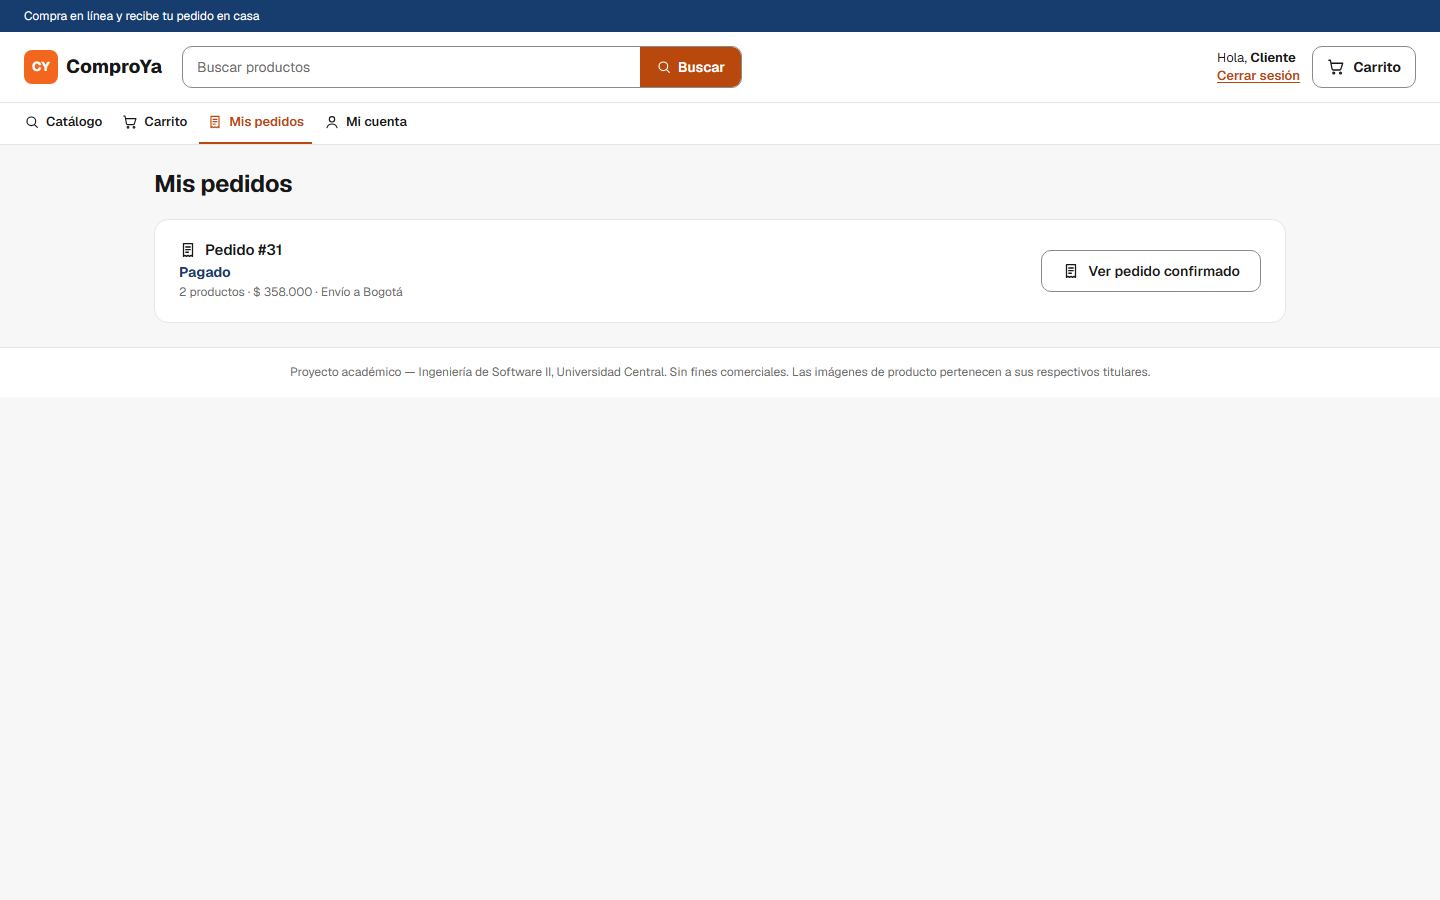 Compra en línea y recibe tu pedido en casa
CY ComproYa
Buscar productos
Buscar
Hola, Cliente
Cerrar sesión
Carrito
Catálogo
Carrito
Mis pedidos
Mi cuenta
Mis pedidos
Pedido #31
Pagado
2 productos · $ 358.000 · Envío a Bogotá
Ver pedido confirmado
Proyecto académico — Ingeniería de Software II, Universidad Central. Sin fines comerciales. Las imágenes de producto pertenecen a sus respectivos titulares.